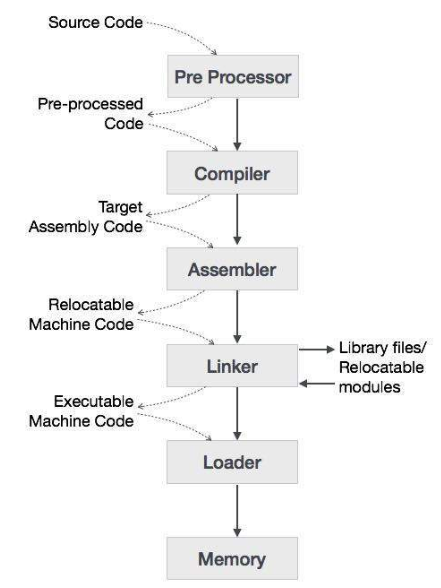 Source Code
Pre Processor
Pre-processed
Code
Compiler
Target
Assembly Code
Assembler
Relocatable
Machine Code
Linker
Library files/
Relocatable
modules
Executable
Machine Code
Loader
Memory